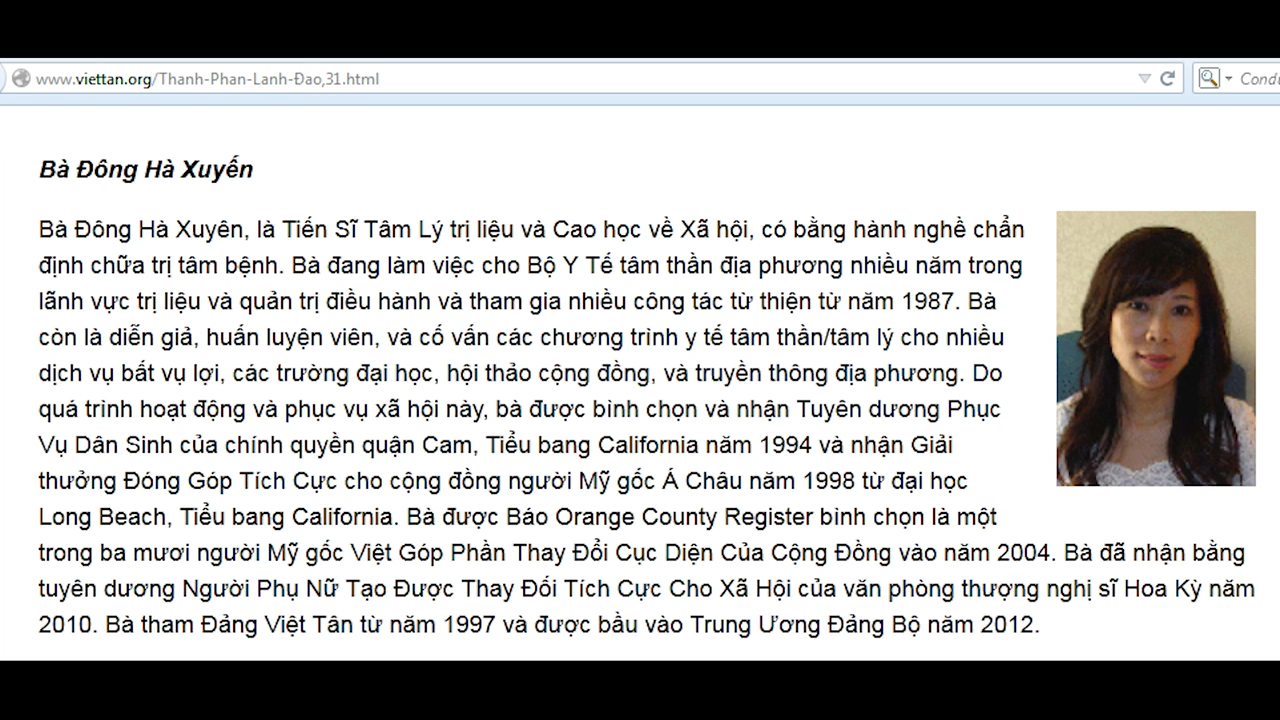 www.viettan.org/Thanh-Phan-Lanh-Đao,31.html
Condu
Bà Đông Hà Xuyến
Bà Đông Hà Xuyên, là Tiến Sĩ Tâm Lý trị liệu và Cao học về Xã hội, có bằng hành nghề chẩn
định chữa trị tâm bệnh. Bà đang làm việc cho Bộ Y Tế tâm thần địa phương nhiều năm trong
lãnh vực trị liệu và quản trị điều hành và tham gia nhiều công tác từ thiện từ năm 1987. Bà
còn là diễn giả, huấn luyện viên, và cố vấn các chương trình y tế tâm thần/tâm lý cho nhiều
dịch vụ bất vụ lợi, các trường đại học, hội thảo cộng đồng, và truyền thông địa phương. Do
quá trình hoạt động và phục vụ xã hội này, bà được bình chọn và nhận Tuyên dương Phục
Vụ Dân Sinh của chính quyền quận Cam, Tiểu bang California năm 1994 và nhận Giải
thưởng Đóng Góp Tích Cực cho cộng đồng người Mỹ gốc Á Châu năm 1998 từ đại học
Long Beach, Tiểu bang California. Bà được Báo Orange County Register bình chọn là một
trong ba mươi người Mỹ gốc Việt Góp Phần Thay Đổi Cục Diện Của Cộng Đồng vào năm 2004. Bà đã nhận bằng
tuyên dương Người Phụ Nữ Tạo Được Thay Đổi Tích Cực Cho Xã Hội của văn phòng thượng nghị sĩ Hoa Kỳ năm
2010. Bà tham Đảng Việt Tân từ năm 1997 và được bầu vào Trung Ương Đảng Bộ năm 2012.